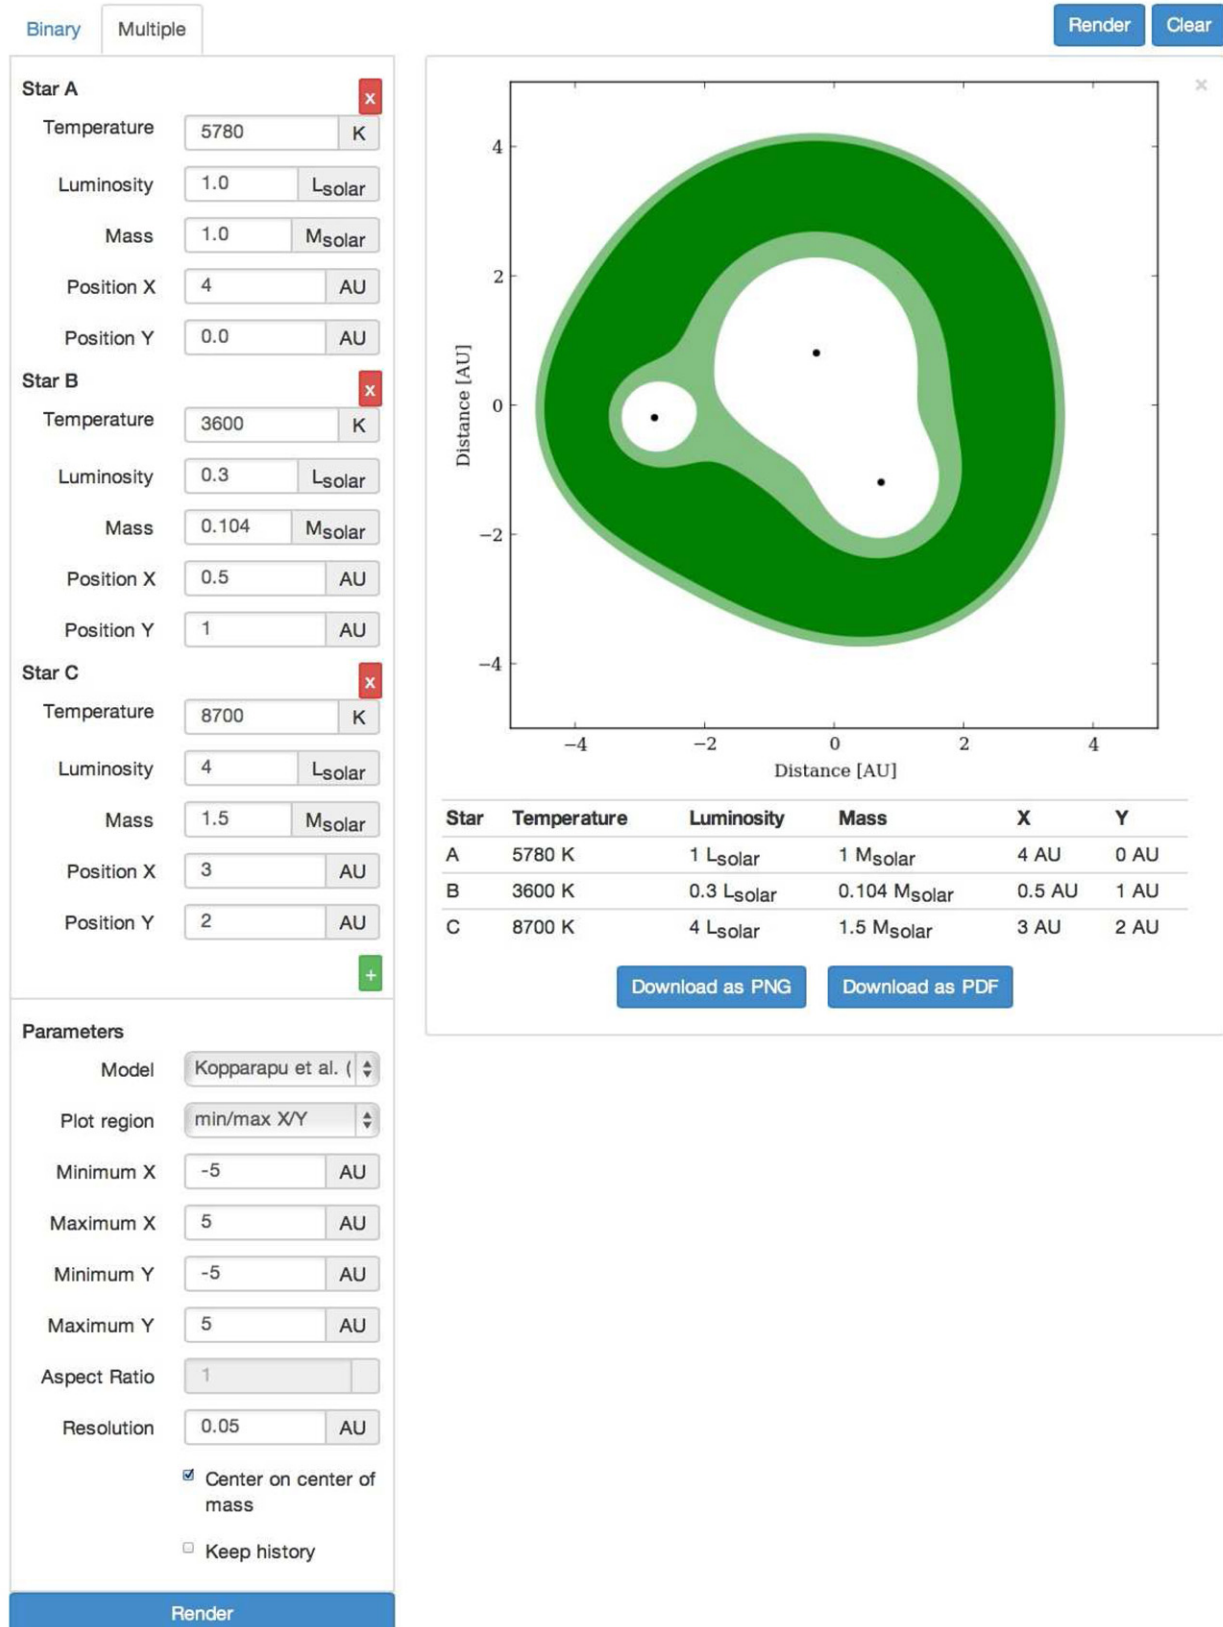 Binary Multiple
Render Clear
Star A
x
Temperature 5780 K
Luminosity 1.0 Lsolar
Mass 1.0 Msolar
Position X 4 AU
Position Y 0.0 AU
Star B
x
Temperature 3600 K
Luminosity 0.3 Lsolar
Mass 0.104 Msolar
Position X 0.5 AU
Position Y 1 AU
Star C
x
Temperature 8700 K
Luminosity 4 Lsolar
Mass 1.5 Msolar
Position X 3 AU
Position Y 2 AU
+
Parameters
Model Kopparapu et al. (
Plot region min/max X/Y
Minimum X -5 AU
Maximum X 5 AU
Minimum Y -5 AU
Maximum Y 5 AU
Aspect Ratio 1
Resolution 0.05 AU
Center on center of
mass
Keep history
Render
×
4
2
0
−2
−4
Distance [AU]
−4 −2 0 2 4
Distance [AU]
Star Temperature Luminosity Mass X Y
A 5780 K 1 Lsolar 1 Msolar 4 AU 0 AU
B 3600 K 0.3 Lsolar 0.104 Msolar 0.5 AU 1 AU
C 8700 K 4 Lsolar 1.5 Msolar 3 AU 2 AU
Download as PNG Download as PDF